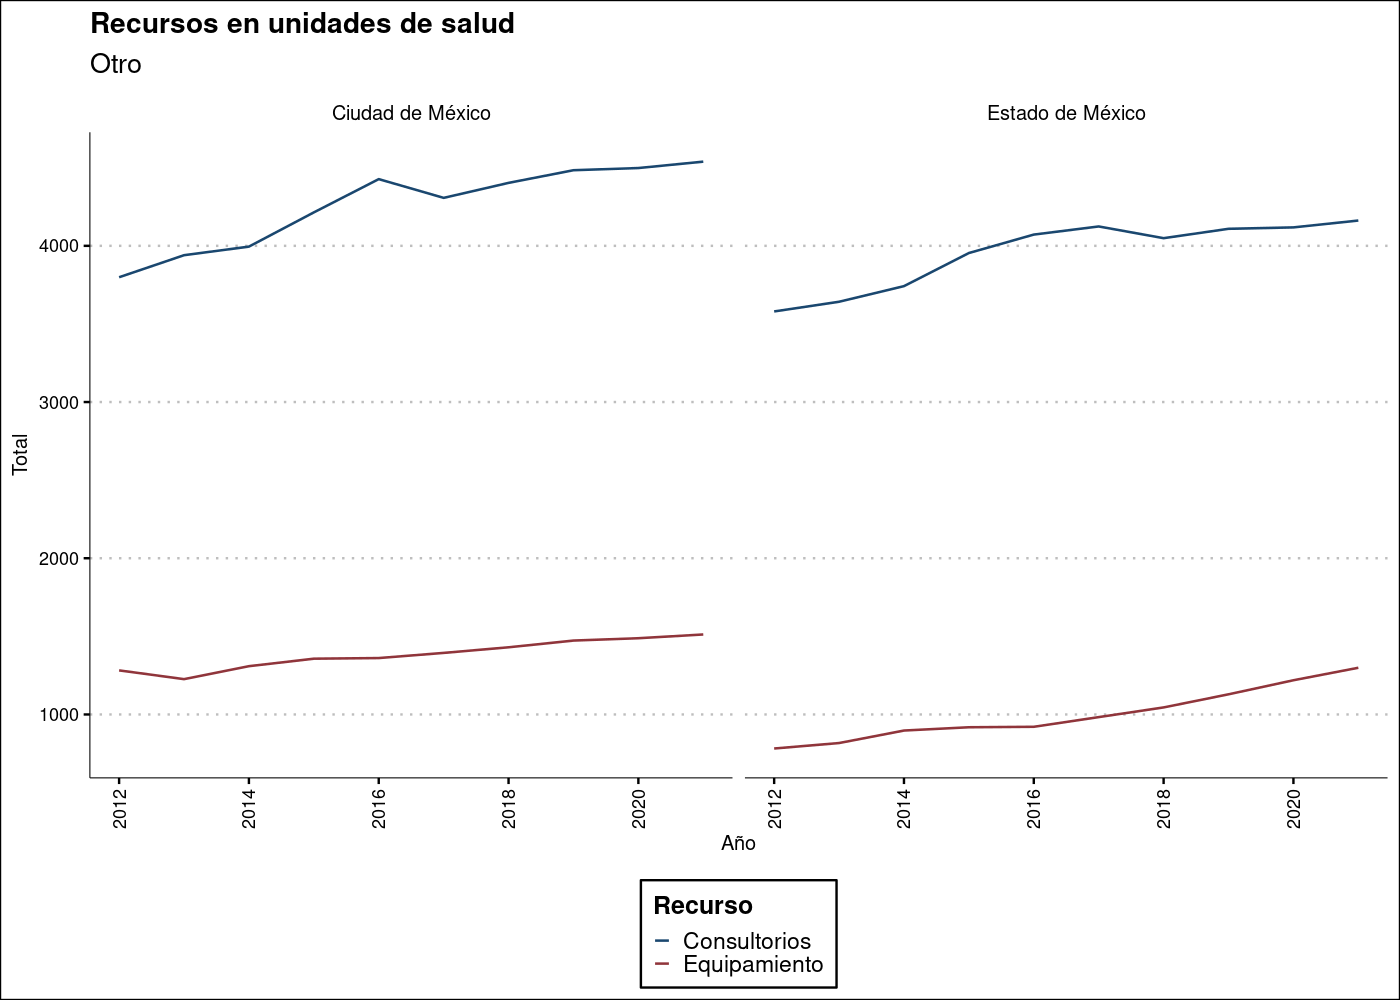 Recursos en unidades de salud
Otro
Ciudad de México
Estado de México
Total
4000
3000
2000
1000
2012
2014
2016
2018
2020
2012
2014
2016
2018
2020
Año
Recurso
Consultorios
Equipamiento